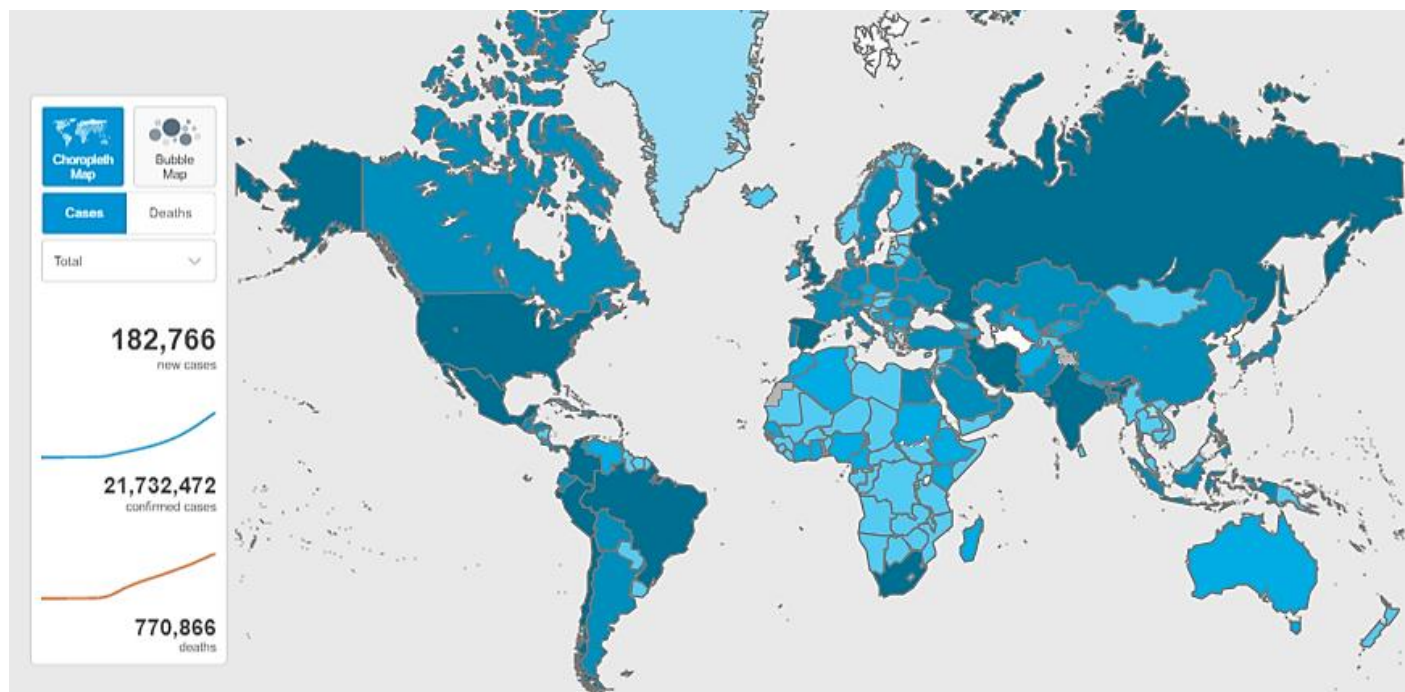 Choropleth
Map
Bubble
Map
Cases
Deaths
Total
182,766
new cases
21,732,472
confirmed cases
770,866
deaths